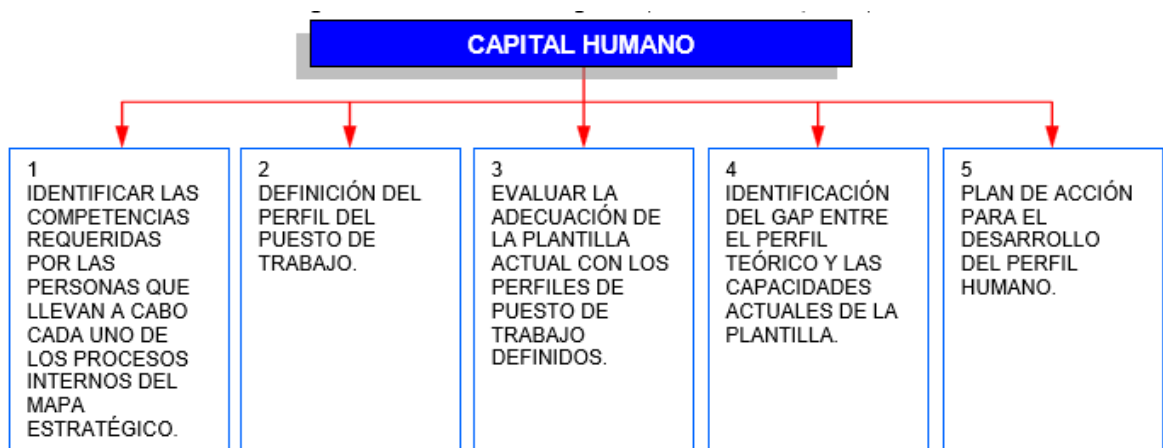 CAPITAL HUMANO
1
IDENTIFICAR LAS
COMPETENCIAS
REQUERIDAS
POR LAS
PERSONAS QUE
LLEVAN A CABO
CADA UNO DE
LOS PROCESOS
INTERNOS DEL
MAPA
ESTRATÉGICO.
2
DEFINICIÓN DEL
PERFIL DEL
PUESTO DE
TRABAJO.
3
EVALUAR LA
ADECUACIÓN DE
LA PLANTILLA
ACTUAL CON LOS
PERFILES DE
PUESTO DE
TRABAJO
DEFINIDOS.
4
IDENTIFICACIÓN
DEL GAP ENTRE
EL PERFIL
TEÓRICO Y LAS
CAPACIDADES
ACTUALES DE LA
PLANTILLA.
5
PLAN DE ACCIÓN
PARA EL
DESARROLLO
DEL PERFIL
HUMANO.